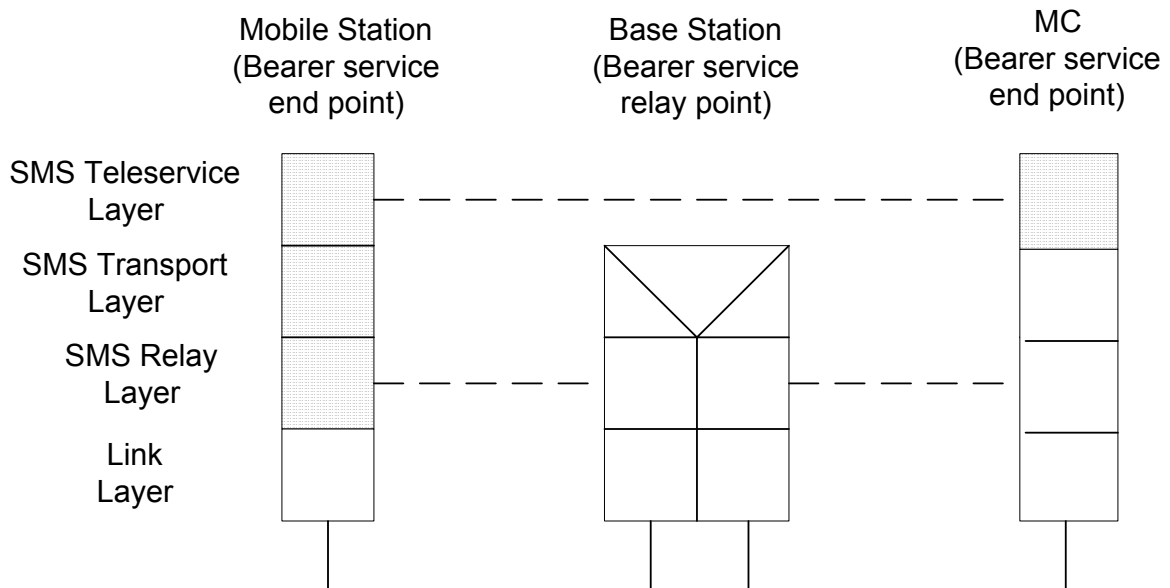 Mobile Station
(Bearer service
end point)
Base Station
(Bearer service
relay point)
MC
(Bearer service
end point)
SMS Teleservice
Layer
SMS Transport
Layer
SMS Relay
Layer
Link
Layer